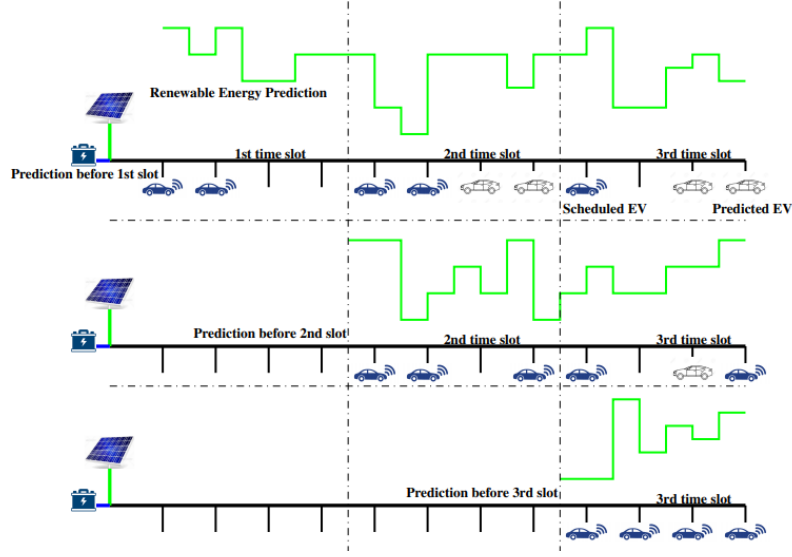 Renewable Energy Prediction
1st time slot
2nd time slot
3rd time slot
Prediction before 1st slot
Scheduled EV
Predicted EV
Prediction before 2nd slot
2nd time slot
3rd time slot
Prediction before 3rd slot
3rd time slot